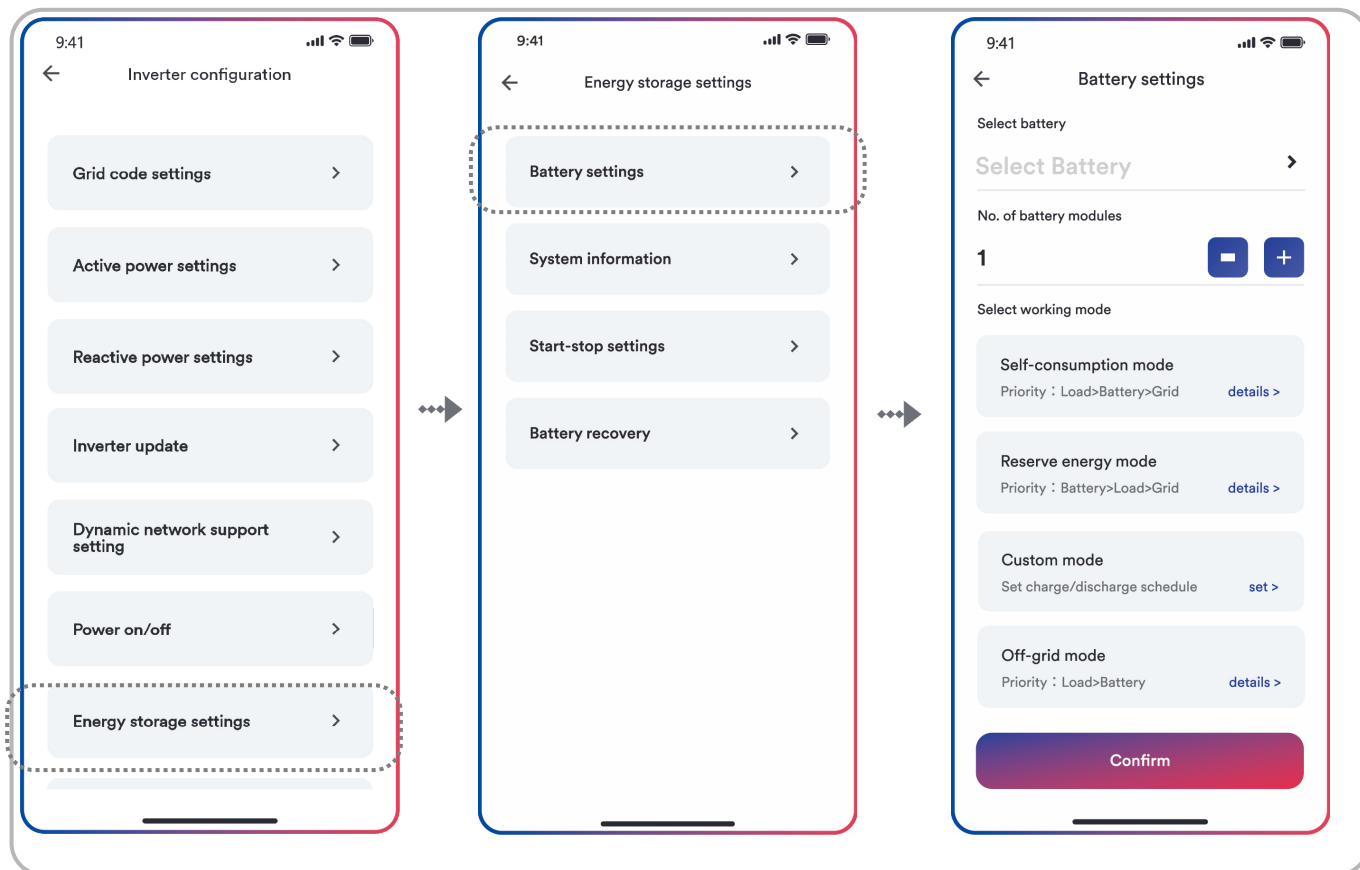 9:41
Inverter configuration
Grid code settings
Active power settings
Reactive power settings
Inverter update
Dynamic network support
setting
Power on/off
Energy storage settings
9:41
Energy storage settings
Battery settings
System information
Start-stop settings
Battery recovery
9:41
Battery settings
Select battery
Select Battery
No. of battery modules
1
Select working mode
Self-consumption mode
Priority：Load>Battery>Grid details >
Reserve energy mode
Priority：Battery>Load>Grid details >
Custom mode
Set charge/discharge schedule set >
Off-grid mode
Priority：Load>Battery details >
Confirm